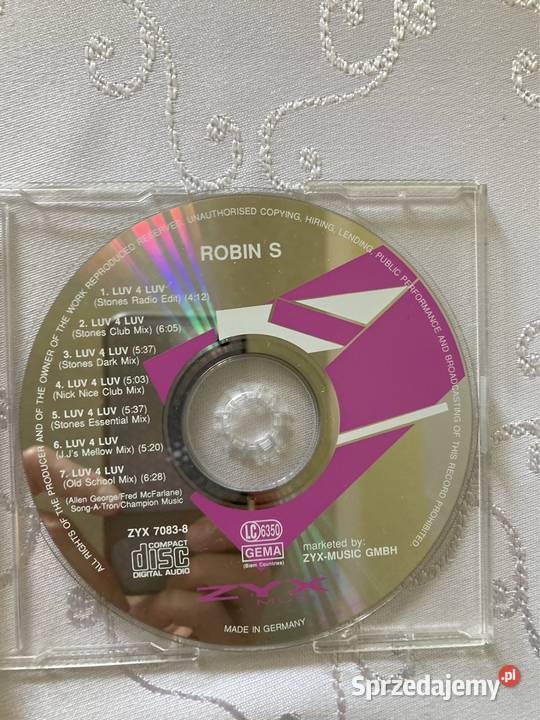 ALL RIGHTS OF THE PRODUCER AND OF THE OWNER OF THE WORK REPRODUCED RESERVED. UNAUTHORISED COPYING, HIRING, LENDING, PUBLIC PERFORMANCE AND BROADCASTING OF THIS RECORD PROHIBITED.
ROBIN S
1. LUV 4 LUV
(Stones Radio Edit) (4:12)
2. LUV 4 LUV
(Stones Club Mix) (6:05)
3. LUV 4 LUV (5:37)
(Stones Dark Mix)
4. LUV 4 LUV (5:03)
(Nick Nice Club Mix)
5. LUV 4 LUV (5:37)
(Stones Essential Mix)
6. LUV 4 LUV
(J.J's Mellow Mix) (5:20)
7. LUV 4 LUV
(Old School Mix) (6:28)
(Allen George/Fred McFarlane)
Song-A-Tron/Champion Music
ZYX 7083-8
COMPACT
disc
DIGITAL AUDIO
LC 6350
GEMA
(Biem Countries)
marketed by:
ZYX-MUSIC GMBH
ZYX
MADE IN GERMANY
Sprzedajemy.pl